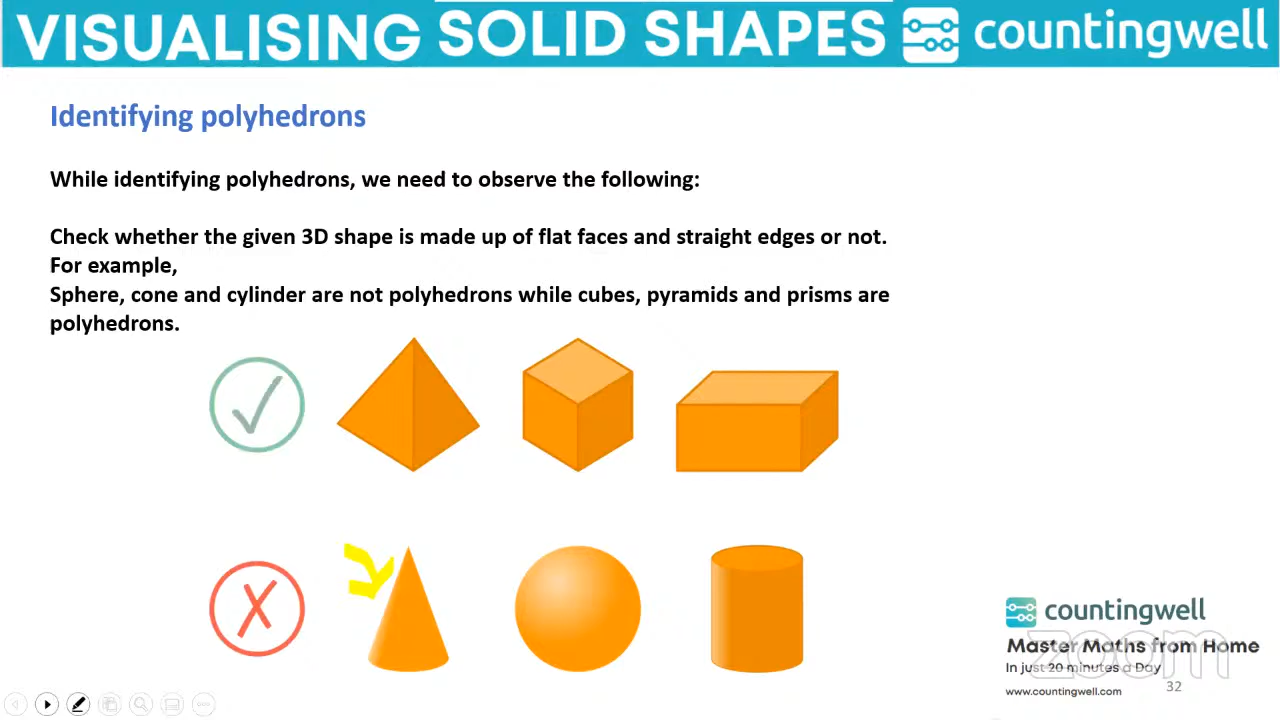 VISUALISING SOLID SHAPES countingwell
Identifying polyhedrons
While identifying polyhedrons, we need to observe the following:
Check whether the given 3D shape is made up of flat faces and straight edges or not.
For example,
Sphere, cone and cylinder are not polyhedrons while cubes, pyramids and prisms are
polyhedrons.
countingwell
Master Maths from Home
zoom
In just 20 minutes a Day
www.countingwell.com
32